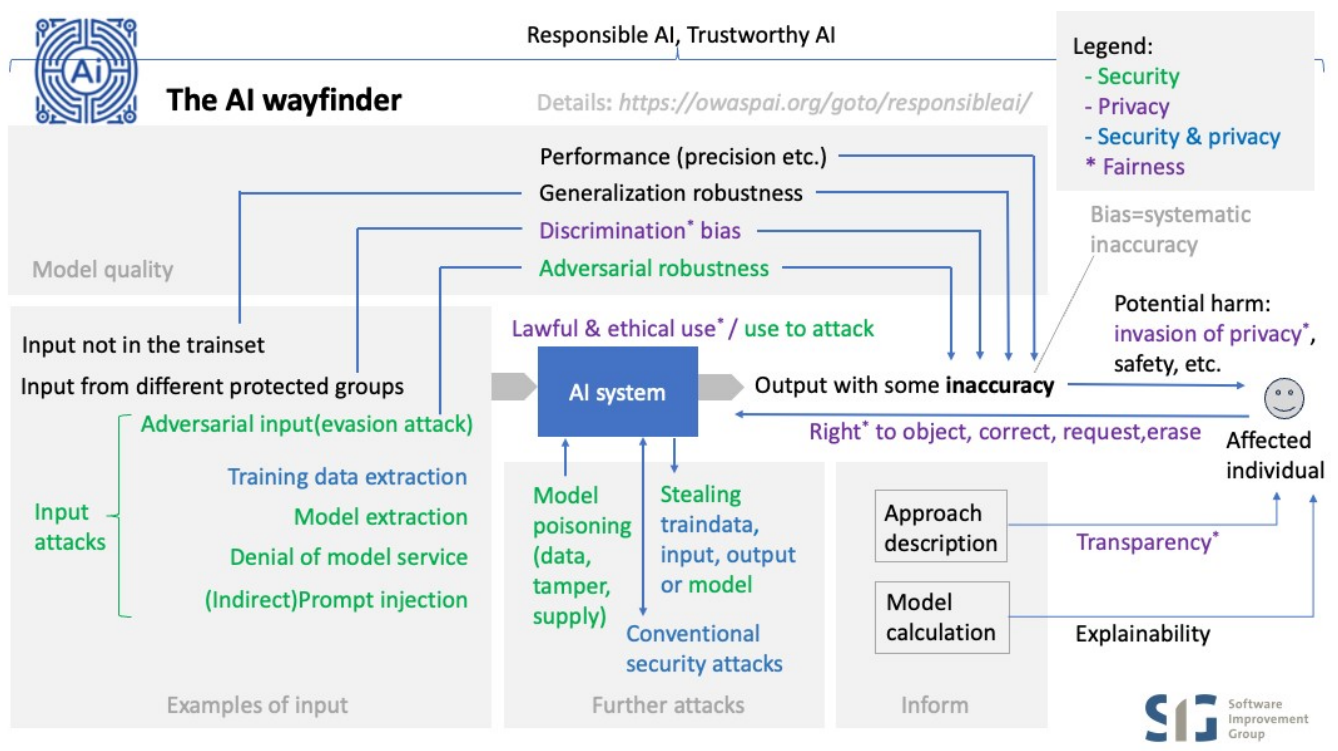 Responsible AI, Trustworthy AI
Ai
The AI wayfinder
Details: https://owaspai.org/goto/responsibleai/
Legend:
- Security
- Privacy
- Security & privacy
* Fairness
Performance (precision etc.)
Generalization robustness
Discrimination* bias
Adversarial robustness
Model quality
Bias=systematic
inaccuracy
Input not in the trainset
Input from different protected groups
Adversarial input(evasion attack)
Training data extraction
Model extraction
Denial of model service
(Indirect)Prompt injection
Input
attacks
Examples of input
Lawful & ethical use* / use to attack
AI system
Output with some inaccuracy
Potential harm:
invasion of privacy*,
safety, etc.
Right* to object, correct, request,erase
Affected
individual
Model
poisoning
(data,
tamper,
supply)
Stealing
traindata,
input, output
or model
Conventional
security attacks
Further attacks
Approach
description
Transparency*
Model
calculation
Explainability
Inform
SIG
Software
Improvement
Group